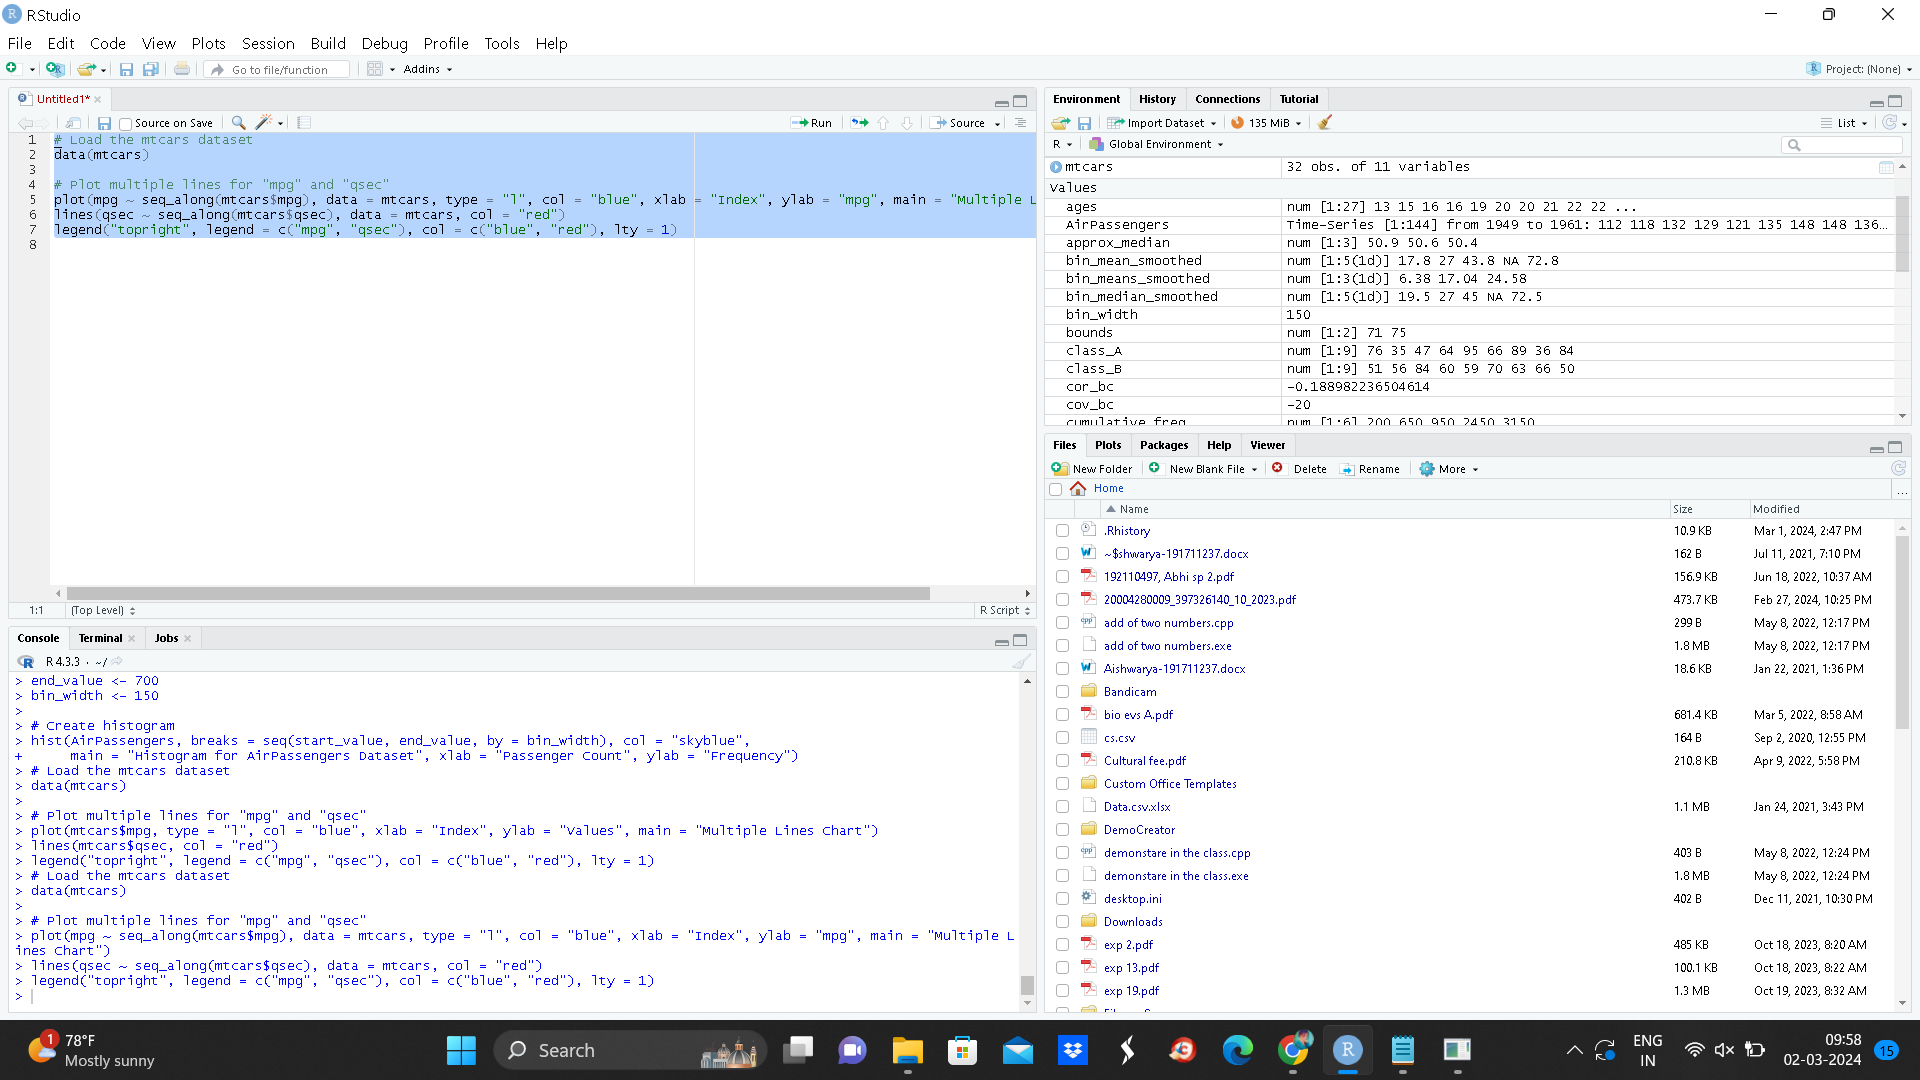 RStudio
File Edit Code View Plots Session Build Debug Profile Tools Help
Go to file/function Addins Project: (None)
Untitled1*
Source on Save Run Source
1 # Load the mtcars dataset
2 data(mtcars)
3
4 # Plot multiple lines for "mpg" and "qsec"
5 plot(mpg ~ seq_along(mtcars$mpg), data = mtcars, type = "l", col = "blue", xlab = "Index", ylab = "mpg", main = "Multiple L
6 lines(qsec ~ seq_along(mtcars$qsec), data = mtcars, col = "red")
7 legend("topright", legend = c("mpg", "qsec"), col = c("blue", "red"), lty = 1)
8
1:1 (Top Level) R Script
Console Terminal Jobs
R 4.3.3 · ~/
> end_value <- 700
> bin_width <- 150
>
> # Create histogram
> hist(AirPassengers, breaks = seq(start_value, end_value, by = bin_width), col = "skyblue",
+ main = "Histogram for AirPassengers Dataset", xlab = "Passenger Count", ylab = "Frequency")
> # Load the mtcars dataset
> data(mtcars)
>
> # Plot multiple lines for "mpg" and "qsec"
> plot(mtcars$mpg, type = "l", col = "blue", xlab = "Index", ylab = "Values", main = "Multiple Lines Chart")
> lines(mtcars$qsec, col = "red")
> legend("topright", legend = c("mpg", "qsec"), col = c("blue", "red"), lty = 1)
> # Load the mtcars dataset
> data(mtcars)
>
> # Plot multiple lines for "mpg" and "qsec"
> plot(mpg ~ seq_along(mtcars$mpg), data = mtcars, type = "l", col = "blue", xlab = "Index", ylab = "mpg", main = "Multiple L
ines Chart")
> lines(qsec ~ seq_along(mtcars$qsec), data = mtcars, col = "red")
> legend("topright", legend = c("mpg", "qsec"), col = c("blue", "red"), lty = 1)
>
Environment History Connections Tutorial
Import Dataset 135 MiB List
R Global Environment
mtcars 32 obs. of 11 variables
Values
ages num [1:27] 13 15 16 16 19 20 20 21 22 22 ...
AirPassengers Time-Series [1:144] from 1949 to 1961: 112 118 132 129 121 135 148 148 136...
approx_median num [1:3] 50.9 50.6 50.4
bin_mean_smoothed num [1:5(1d)] 17.8 27 43.8 NA 72.8
bin_means_smoothed num [1:3(1d)] 6.38 17.04 24.58
bin_median_smoothed num [1:5(1d)] 19.5 27 45 NA 72.5
bin_width 150
bounds num [1:2] 71 75
class_A num [1:9] 76 35 47 64 95 66 89 36 84
class_B num [1:9] 51 56 84 60 59 70 63 66 50
cor_bc -0.188982236504614
cov_bc -20
cumulative_freq num [1:6] 200 650 950 2450 3150
Files Plots Packages Help Viewer
New Folder New Blank File Delete Rename More
Home ...
Name Size Modified
.Rhistory 10.9 KB Mar 1, 2024, 2:47 PM
~$shwarya-191711237.docx 162 B Jul 11, 2021, 7:10 PM
192110497, Abhi sp 2.pdf 156.9 KB Jun 18, 2022, 10:37 AM
20004280009_397326140_10_2023.pdf 473.7 KB Feb 27, 2024, 10:25 PM
add of two numbers.cpp 299 B May 8, 2022, 12:17 PM
add of two numbers.exe 1.8 MB May 8, 2022, 12:17 PM
Aishwarya-191711237.docx 18.6 KB Jan 22, 2021, 1:36 PM
Bandicam
bio evs A.pdf 681.4 KB Mar 5, 2022, 8:58 AM
cs.csv 164 B Sep 2, 2020, 12:55 PM
Cultural fee.pdf 210.8 KB Apr 9, 2022, 5:58 PM
Custom Office Templates
Data.csv.xlsx 1.1 MB Jan 24, 2021, 3:43 PM
DemoCreator
demonstare in the class.cpp 403 B May 8, 2022, 12:24 PM
demonstare in the class.exe 1.8 MB May 8, 2022, 12:24 PM
desktop.ini 402 B Dec 11, 2021, 10:30 PM
Downloads
exp 2.pdf 485 KB Oct 18, 2023, 8:20 AM
exp 13.pdf 100.1 KB Oct 18, 2023, 8:22 AM
exp 19.pdf 1.3 MB Oct 19, 2023, 8:32 AM
1 78°F
Mostly sunny
Search
ENG
IN
09:58
02-03-2024
15